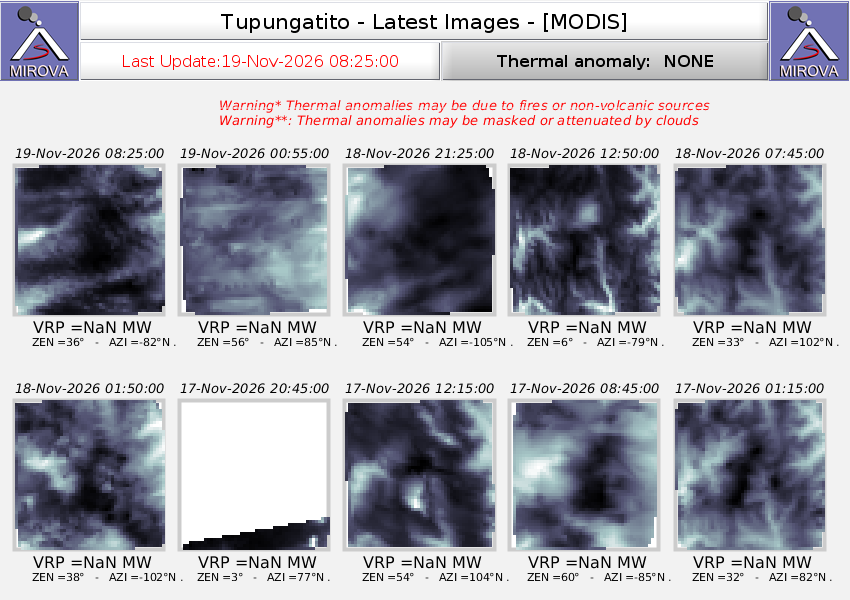 Tupungatito - Latest Images - [MODIS]
MIROVA
Last Update:19-Nov-2026 08:25:00
Thermal anomaly: NONE
MIROVA
Warning* Thermal anomalies may be due to fires or non-volcanic sources
Warning**: Thermal anomalies may be masked or attenuated by clouds
19-Nov-2026 08:25:00
19-Nov-2026 00:55:00
18-Nov-2026 21:25:00
18-Nov-2026 12:50:00
18-Nov-2026 07:45:00
VRP =NaN MW
VRP =NaN MW
VRP =NaN MW
VRP =NaN MW
VRP =NaN MW
ZEN =36° - AZI =-82°N .
ZEN =56° - AZI =85°N .
ZEN =54° - AZI =-105°N .
ZEN =6° - AZI =-79°N .
ZEN =33° - AZI =102°N .
18-Nov-2026 01:50:00
17-Nov-2026 20:45:00
17-Nov-2026 12:15:00
17-Nov-2026 08:45:00
17-Nov-2026 01:15:00
VRP =NaN MW
VRP =NaN MW
VRP =NaN MW
VRP =NaN MW
VRP =NaN MW
ZEN =38° - AZI =-102°N .
ZEN =3° - AZI =77°N .
ZEN =54° - AZI =104°N .
ZEN =60° - AZI =-85°N .
ZEN =32° - AZI =82°N .